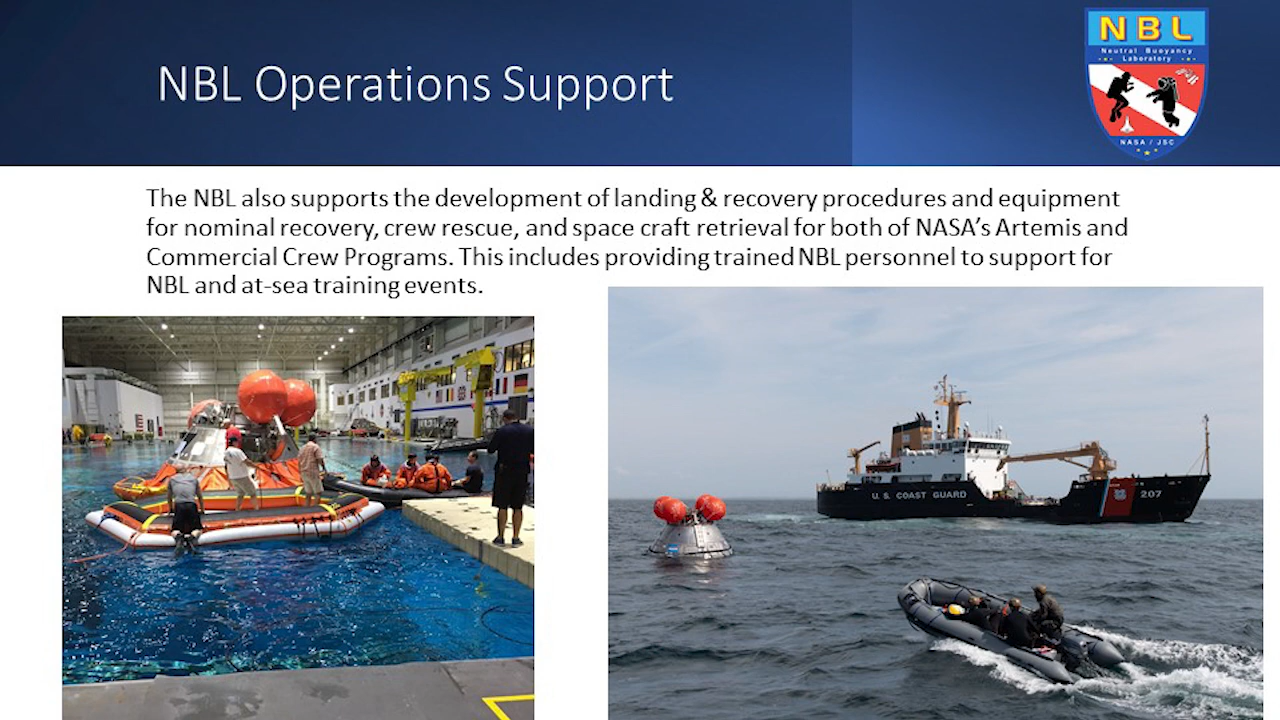 NBL Operations Support
NBL
Neutral Buoyancy
Laboratory
NASA / JSC
The NBL also supports the development of landing & recovery procedures and equipment
for nominal recovery, crew rescue, and space craft retrieval for both of NASA’s Artemis and
Commercial Crew Programs. This includes providing trained NBL personnel to support for
NBL and at-sea training events.
U. S. COAST GUARD
207